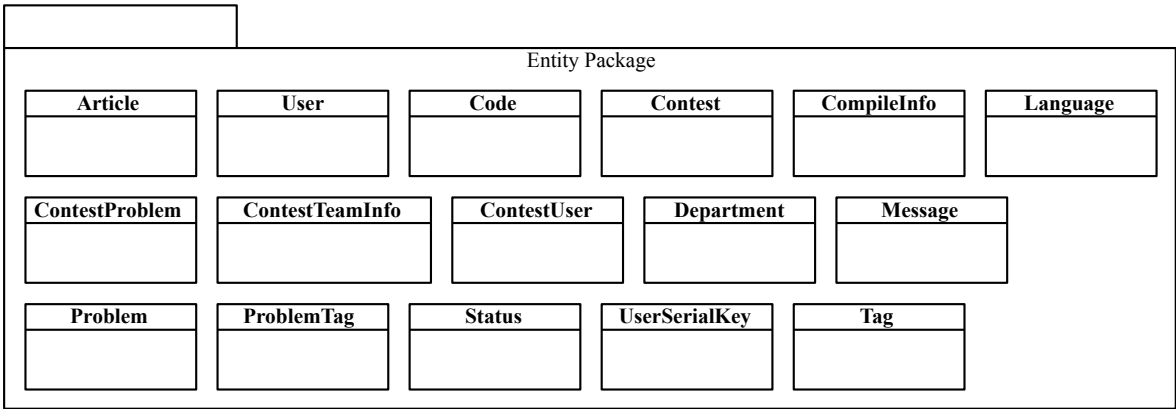 Entity Package
Article User Code Contest CompileInfo Language
ContestProblem ContestTeamInfo ContestUser Department Message
Problem ProblemTag Status UserSerialKey Tag